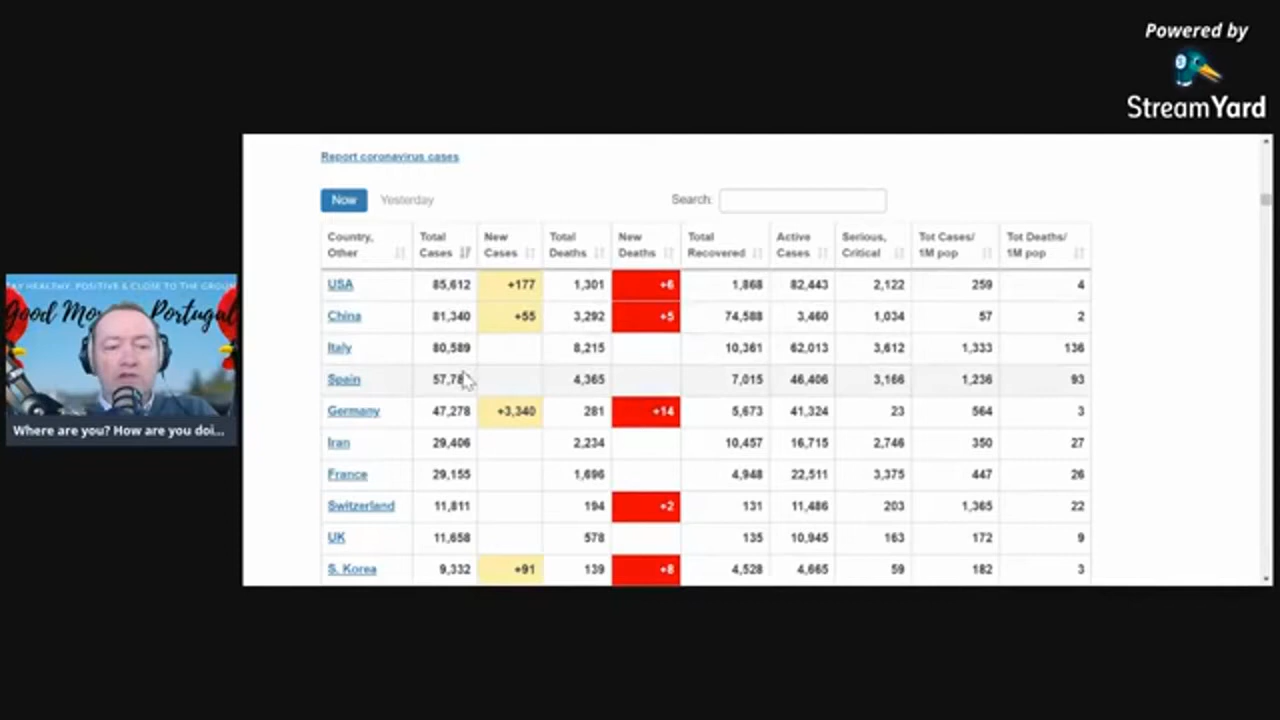 Powered by
StreamYard
Report coronavirus cases
Now Yesterday Search:
Country, Other Total Cases New Cases Total Deaths New Deaths Total Recovered Active Cases Serious, Critical Tot Cases/ 1M pop Tot Deaths/ 1M pop
USA 85,612 +177 1,301 +6 1,868 82,443 2,122 259 4
China 81,340 +55 3,292 +5 74,588 3,460 1,034 57 2
Italy 80,589 8,215 10,361 62,013 3,612 1,333 136
Spain 4,365 7,015 46,406 3,166 1,236 93
Germany 47,278 +3,340 281 +14 5,673 41,324 23 564 3
Iran 29,406 2,234 10,457 16,715 2,746 350 27
France 29,155 1,696 4,948 22,511 3,375 447 26
Switzerland 11,811 194 +2 131 11,486 203 1,365 22
UK 11,658 578 135 10,945 163 172 9
S. Korea 9,332 +91 139 +8 4,528 4,665 59 182 3
HEALTHY, POSITIVE & CLOSE TO THE
Good Portugal
Where are you? How are you doi...